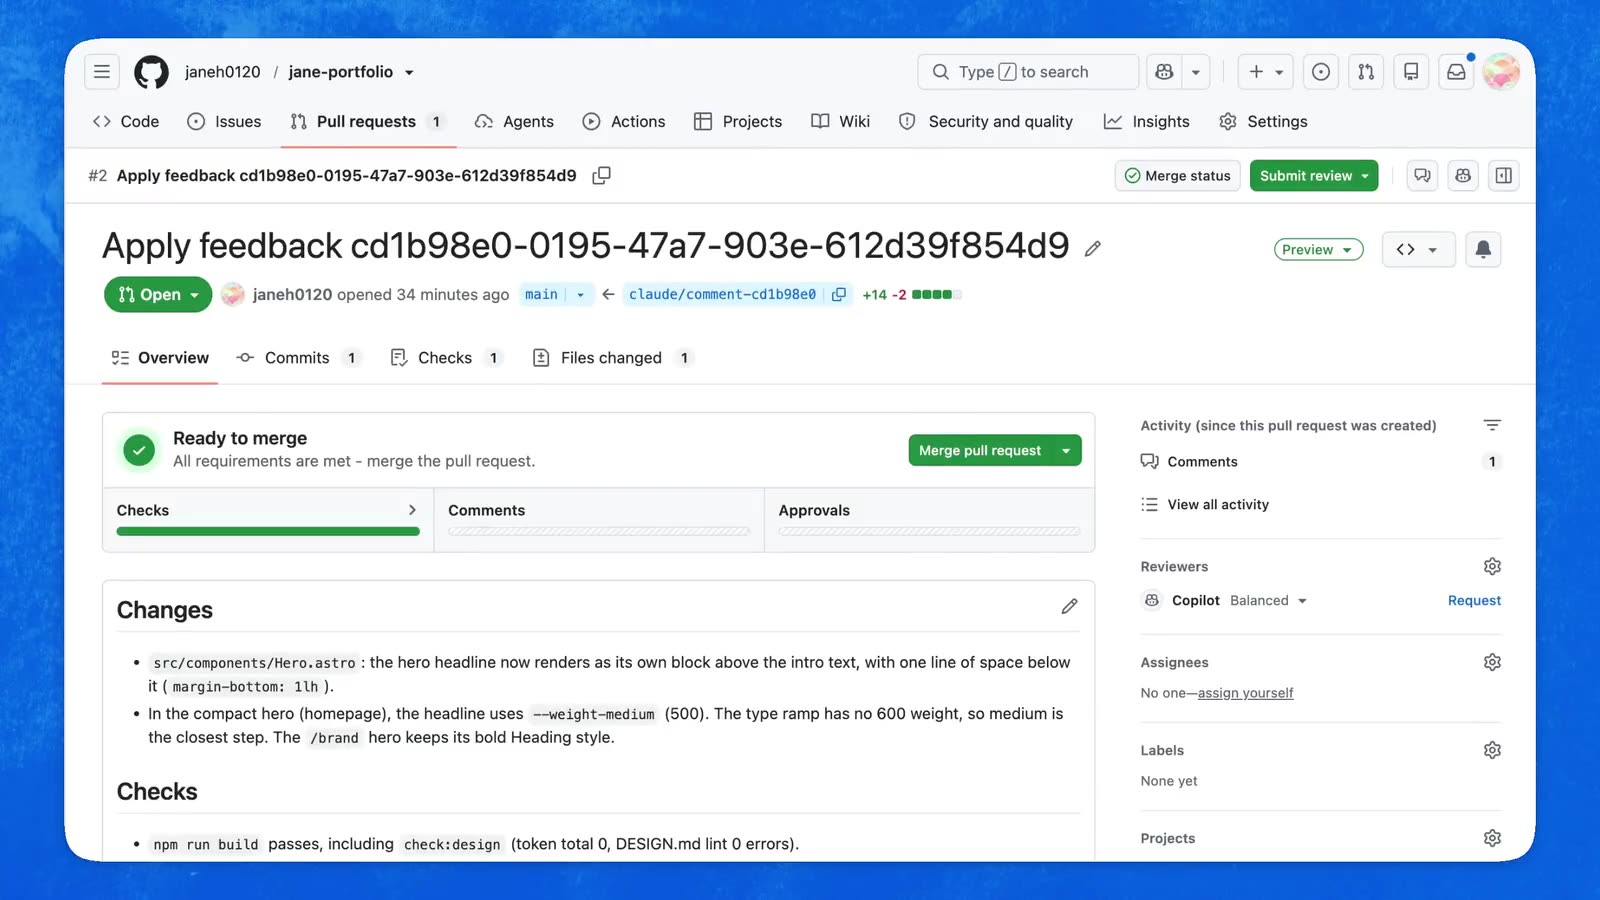 janeh0120 / jane-portfolio
Type / to search
Code
Issues
Pull requests 1
Agents
Actions
Projects
Wiki
Security and quality
Insights
Settings
#2 Apply feedback cd1b98e0-0195-47a7-903e-612d39f854d9
Merge status
Submit review
Apply feedback cd1b98e0-0195-47a7-903e-612d39f854d9
Preview
Open
janeh0120 opened 34 minutes ago
main
claude/comment-cd1b98e0
+14 -2
Overview
Commits 1
Checks 1
Files changed 1
Ready to merge
All requirements are met - merge the pull request.
Merge pull request
Checks
Comments
Approvals
Changes
• src/components/Hero.astro : the hero headline now renders as its own block above the intro text, with one line of space below
it ( margin-bottom: 1lh ).
• In the compact hero (homepage), the headline uses --weight-medium (500). The type ramp has no 600 weight, so medium is
the closest step. The /brand hero keeps its bold Heading style.
Checks
• npm run build passes, including check:design (token total 0, DESIGN.md lint 0 errors).
Activity (since this pull request was created)
Comments 1
View all activity
Reviewers
Copilot Balanced
Request
Assignees
No one—assign yourself
Labels
None yet
Projects